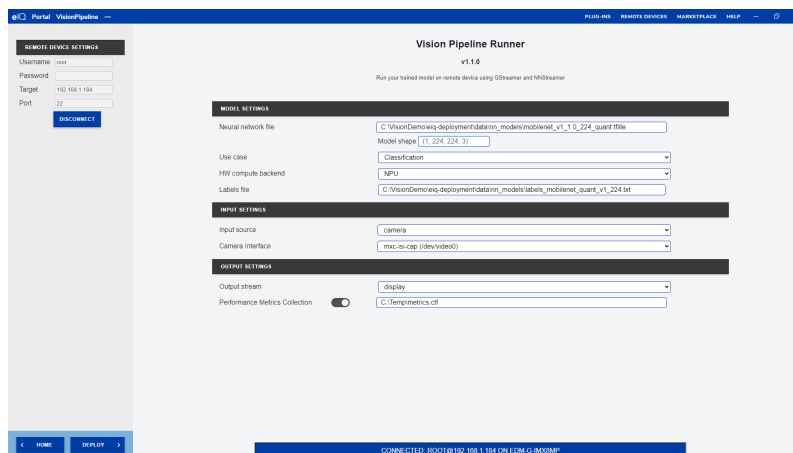 eIQ Portal VisionPipeline —
PLUG-INS REMOTE DEVICES MARKETPLACE HELP —
REMOTE DEVICE SETTINGS
Username root
Password
Target 192.168.1.184
Port 22
DISCONNECT
Vision Pipeline Runner
v1.1.0
Run your trained model on remote device using GStreamer and NNStreamer
MODEL SETTINGS
Neural network file C:\VisionDemo\eiq-deployment\data\nn_models\mobilenet_v1_1.0_224_quant.tflite
Model shape (1, 224, 224, 3)
Use case Classification
HW compute backend NPU
Labels file C:\VisionDemo\eiq-deployment\data\nn_models\labels_mobilenet_quant_v1_224.txt
INPUT SETTINGS
Input source camera
Camera Interface mxc-isi-cap (/dev/video0)
OUTPUT SETTINGS
Output stream display
Performance Metrics Collection C:\Temp\metrics.ctf
< HOME DEPLOY >
CONNECTED: ROOT@192.168.1.184 ON EDM-G-IMX8MP